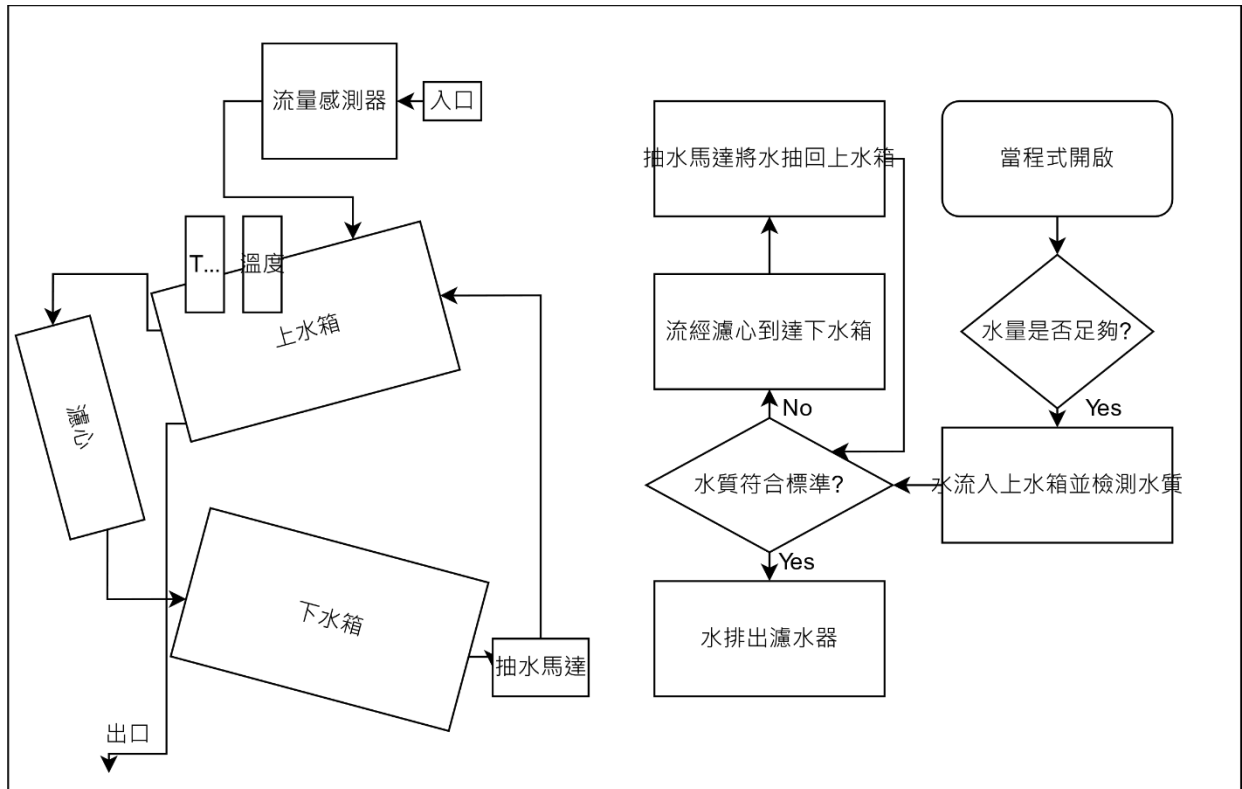 流量感測器
入口
T...
溫度
上水箱
濾心
下水箱
抽水馬達
出口
抽水馬達將水抽回上水箱
當程式開啟
流經濾心到達下水箱
水量是否足夠?
No
Yes
水質符合標準?
水流入上水箱並檢測水質
Yes
水排出濾水器